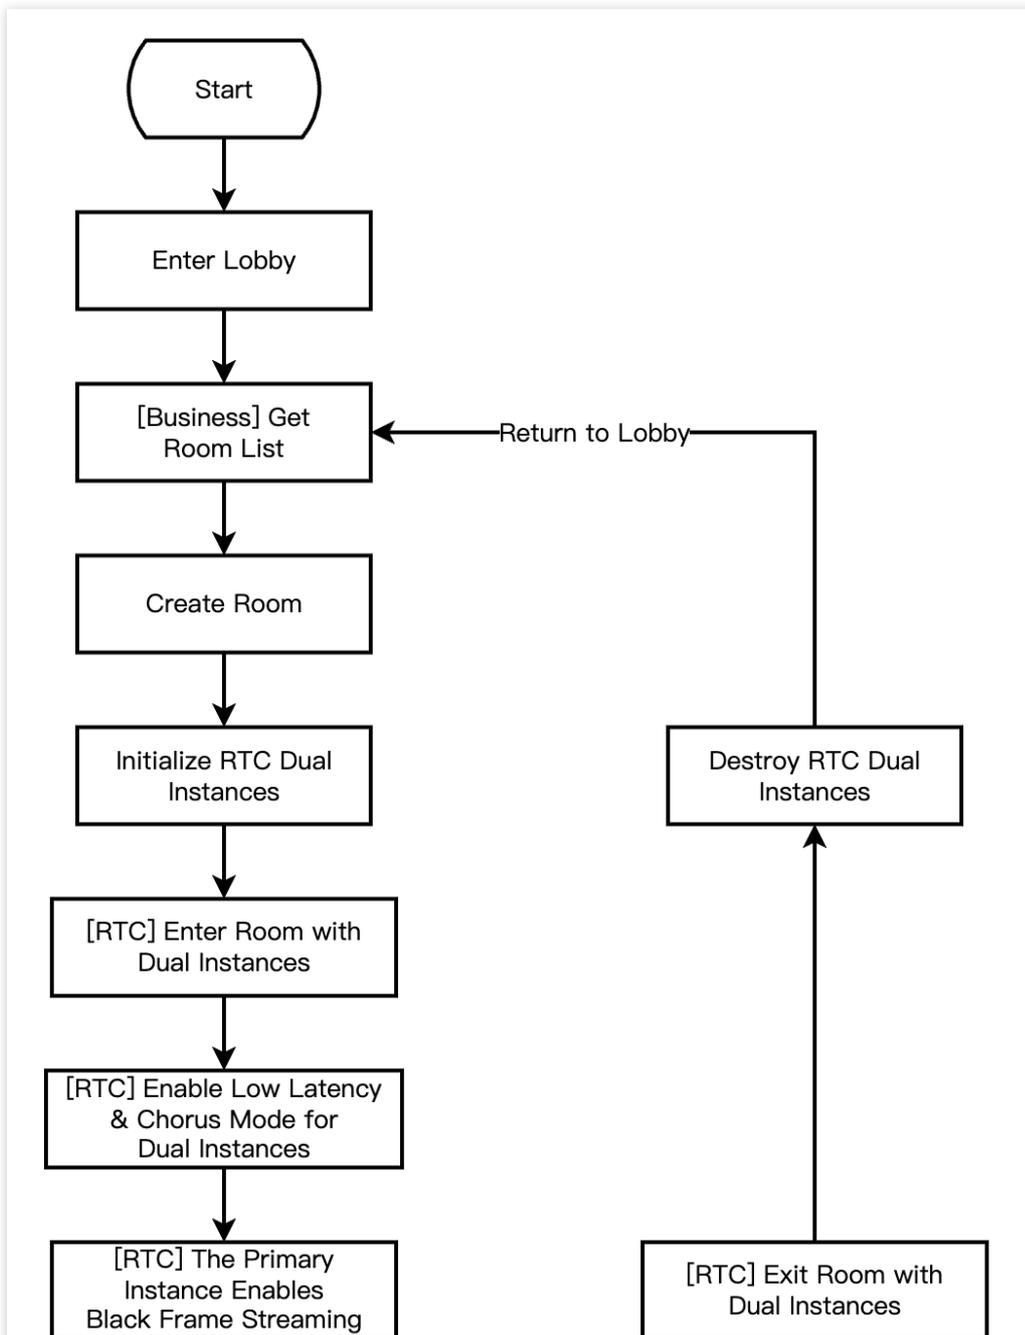 Start
Enter Lobby
[Business] Get
Room List
Return to Lobby
Create Room
Initialize RTC Dual
Instances
Destroy RTC Dual
Instances
[RTC] Enter Room with
Dual Instances
[RTC] Enable Low Latency
& Chorus Mode for
Dual Instances
[RTC] The Primary
Instance Enables
Black Frame Streaming
[RTC] Exit Room with
Dual Instances